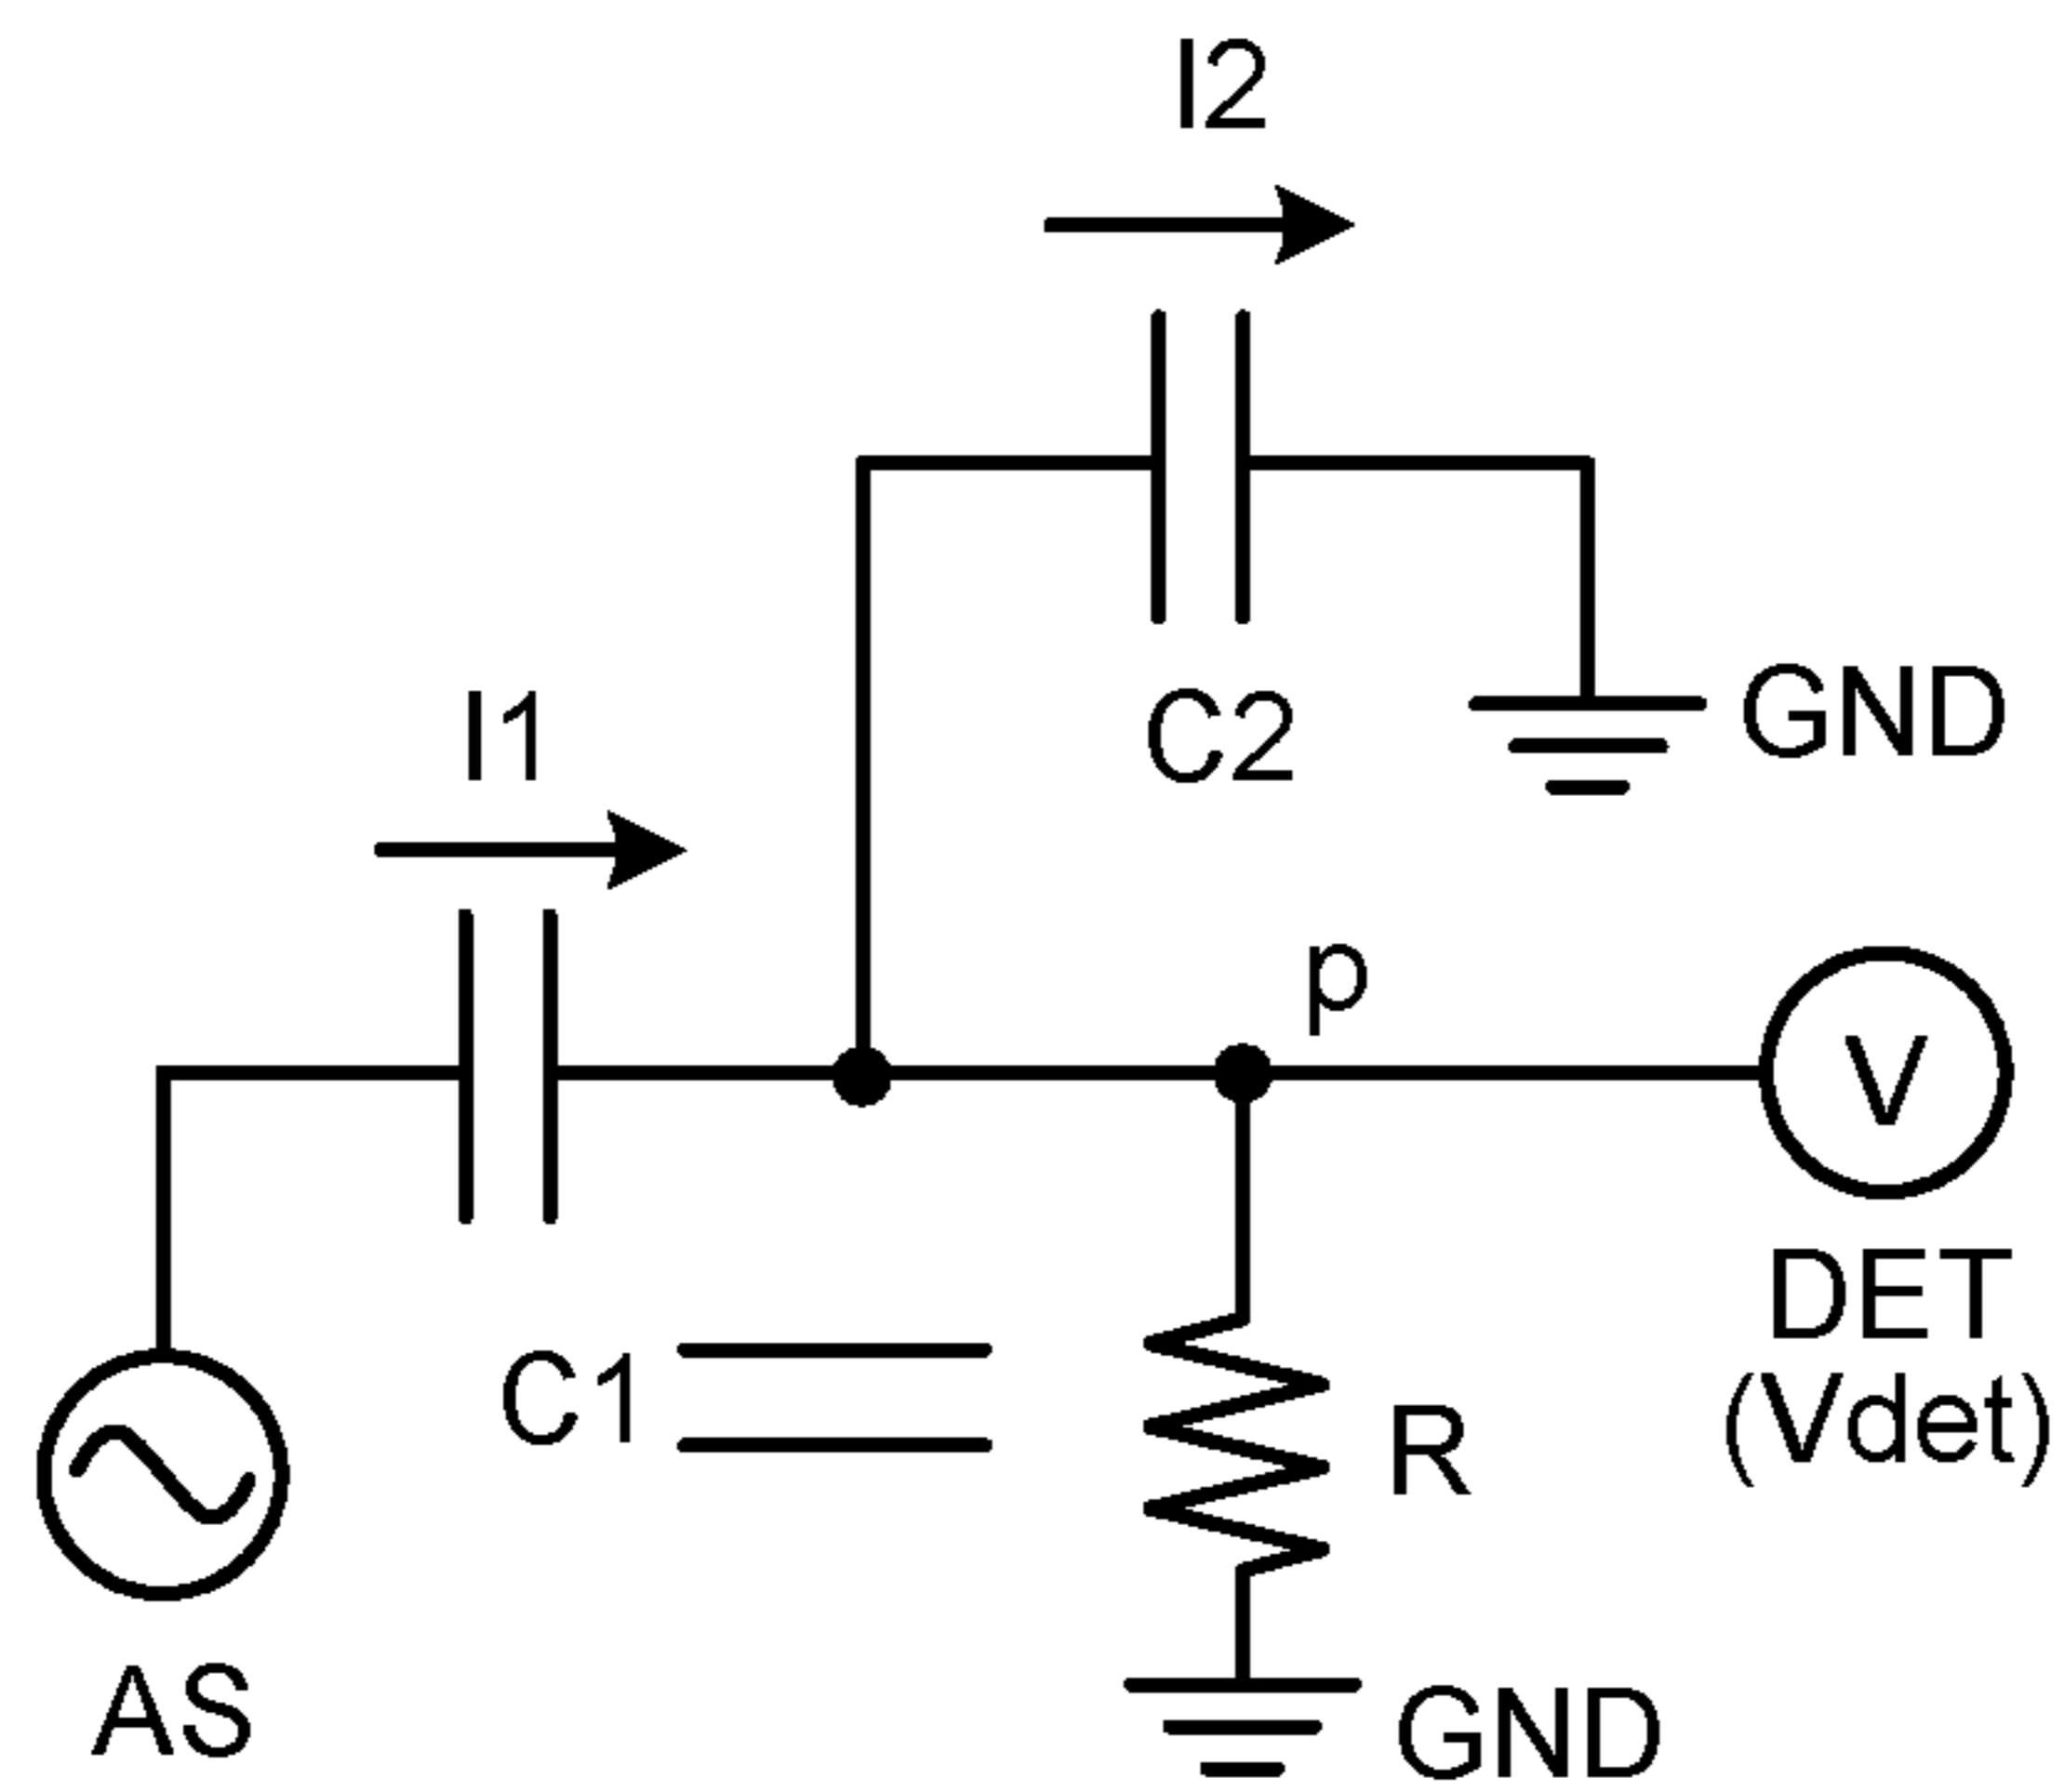 I2
C2
GND
I1
p
V
DET
(Vdet)
C1
R
AS
GND